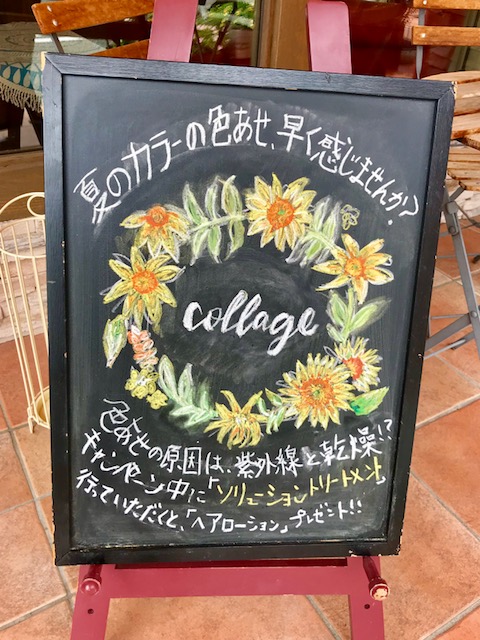 夏のカラーの色あせ、早く感じませんか?
collage
色あせの原因は、紫外線と乾燥!?
キャンペーン中に「ソリューショントリートメント」
行っていただくと、「ヘアローション」プレゼント!!